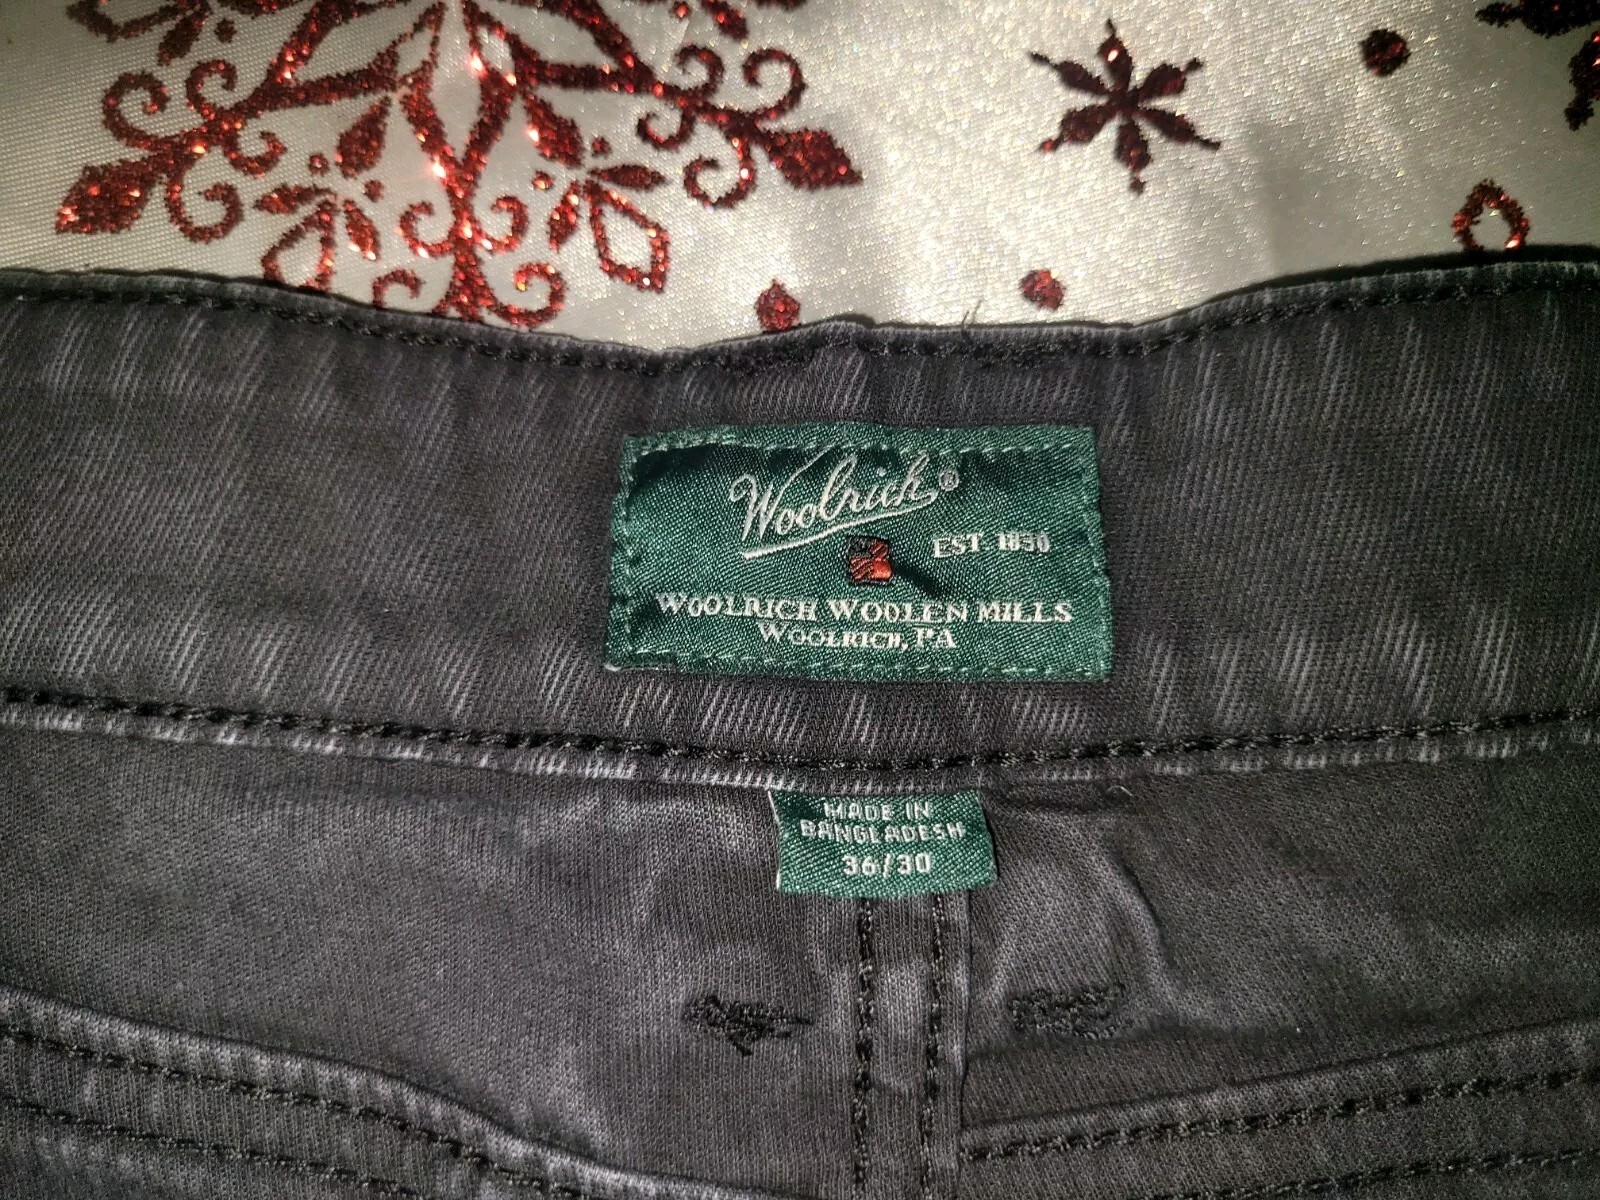 Woolrich®
EST. 1830
WOOLRICH WOOLEN MILLS
WOOLRICH, PA
MADE IN
BANGLADESH
36/30